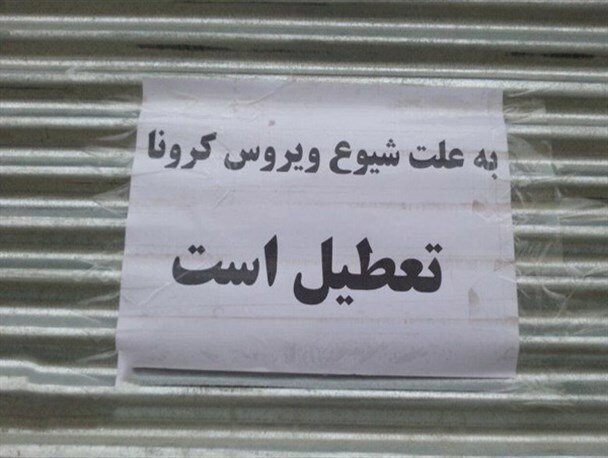 به علت شیوع ویروس کرونا
تعطیل است